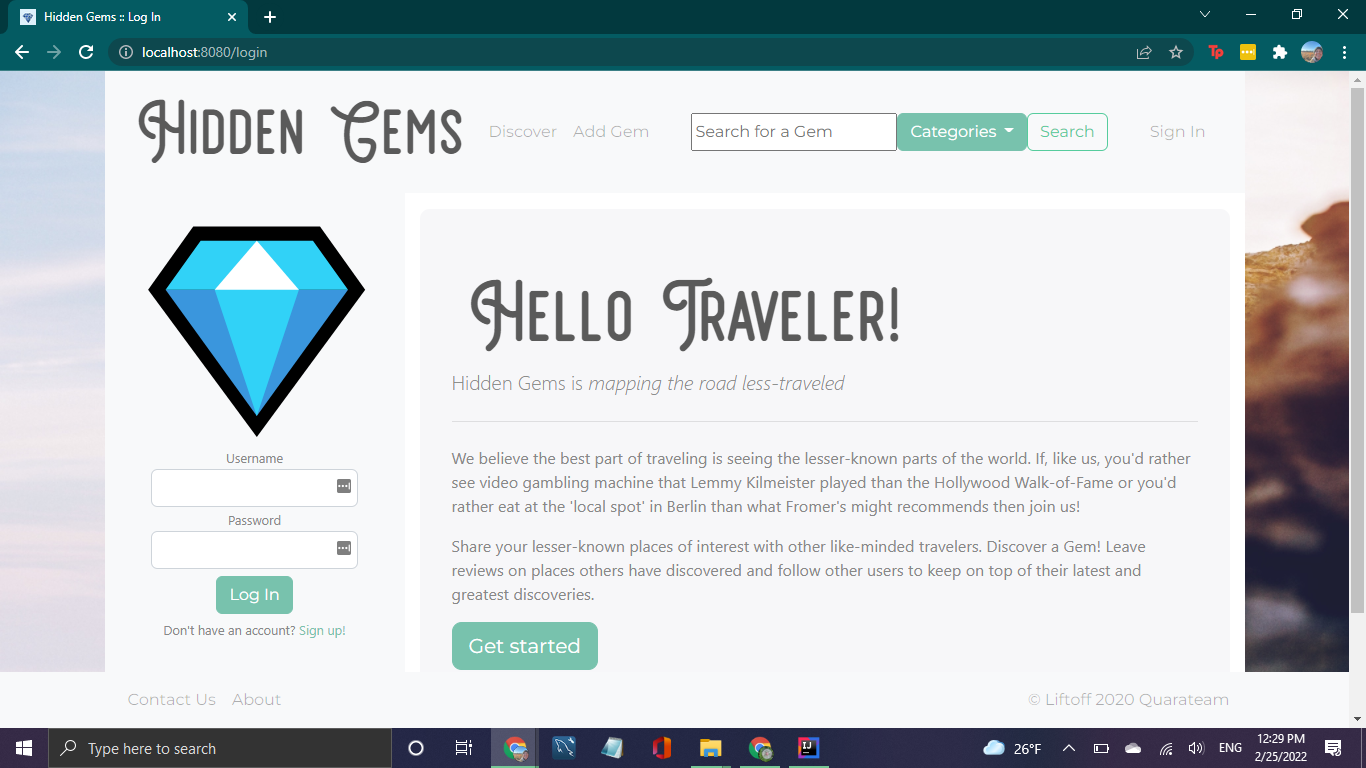 Hidden Gems :: Log In
localhost:8080/login
Tp
Hidden Gems
Discover Add Gem Search for a Gem Categories Search Sign In
Username
Password
Log In
Don't have an account? Sign up!
Hello Traveler!
Hidden Gems is mapping the road less-traveled
We believe the best part of traveling is seeing the lesser-known parts of the world. If, like us, you'd rather
see video gambling machine that Lemmy Kilmeister played than the Hollywood Walk-of-Fame or you'd
rather eat at the 'local spot' in Berlin than what Fromer's might recommends then join us!
Share your lesser-known places of interest with other like-minded travelers. Discover a Gem! Leave
reviews on places others have discovered and follow other users to keep on top of their latest and
greatest discoveries.
Get started
Contact Us About © Liftoff 2020 Quarateam
Type here to search
26°F
ENG
12:29 PM
2/25/2022